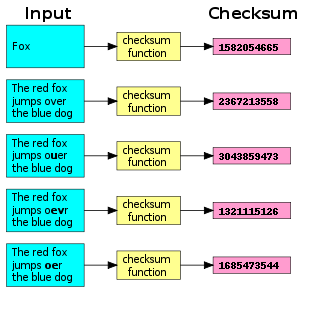 Input Checksum
Fox
checksum
function
1582054665
The red fox
jumps over
the blue dog
checksum
function
2367213558
The red fox
jumps ouer
the blue dog
checksum
function
3043859473
The red fox
jumps oevr
the blue dog
checksum
function
1321115126
The red fox
jumps oer
the blue dog
checksum
function
1685473544